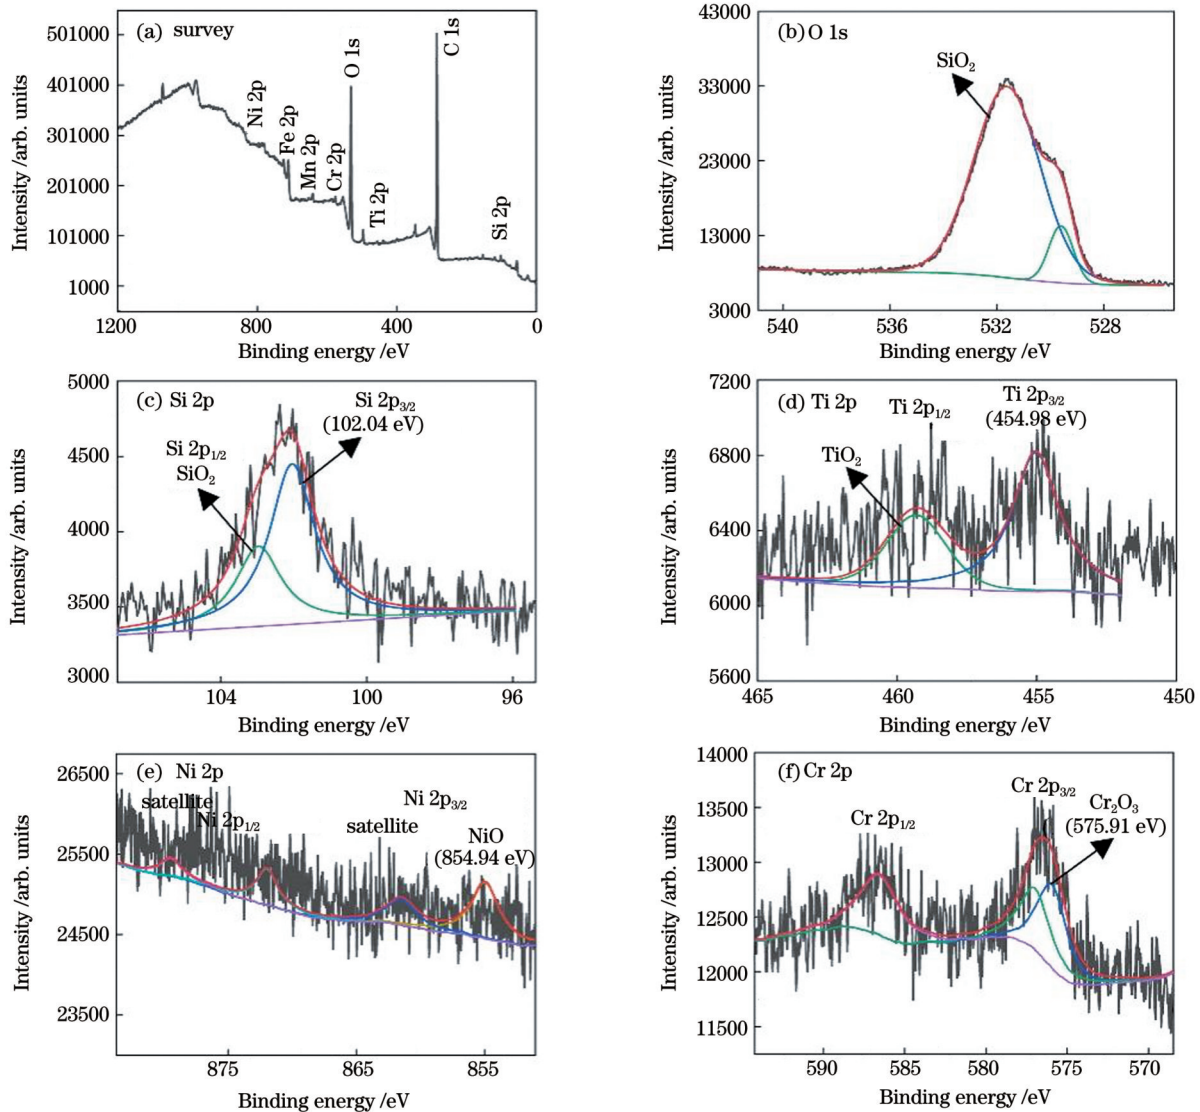 (a) survey
Intensity /arb. units
501000
401000
301000
201000
101000
1000
Ni 2p
Fe 2p
Mn 2p
Cr 2p
O 1s
Ti 2p
C 1s
Si 2p
1200
800
400
0
Binding energy /eV
(b) O 1s
Intensity /arb. units
43000
33000
23000
13000
3000
SiO2
540
536
532
528
Binding energy /eV
(c) Si 2p
Intensity /arb. units
5000
4500
4000
3500
3000
Si 2p1/2
SiO2
Si 2p3/2
(102.04 eV)
104
100
96
Binding energy /eV
(d) Ti 2p
Intensity /arb. units
7200
6800
6400
6000
5600
TiO2
Ti 2p1/2
Ti 2p3/2
(454.98 eV)
465
460
455
450
Binding energy /eV
(e) Ni 2p
Intensity /arb. units
26500
25500
24500
23500
satellite
Ni 2p1/2
Ni 2p3/2
satellite
NiO
(854.94 eV)
875
865
855
Binding energy /eV
(f) Cr 2p
Intensity /arb. units
14000
13500
13000
12500
12000
11500
Cr 2p1/2
Cr 2p3/2
Cr2O3
(575.91 eV)
590
585
580
575
570
Binding energy /eV